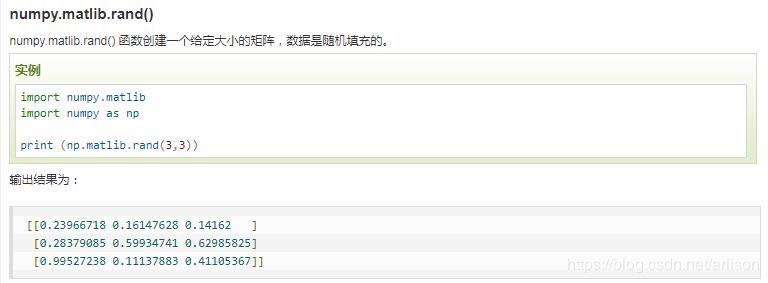 numpy.matlib.rand()
numpy.matlib.rand() 函数创建一个给定大小的矩阵，数据是随机填充的。
实例
import numpy.matlib
import numpy as np
print (np.matlib.rand(3,3))
输出结果为：
[[0.23966718 0.16147628 0.14162   ]
 [0.28379085 0.59934741 0.62985825]
 [0.99527238 0.11137883 0.41105367]]
https://blog.csdn.net/arlison